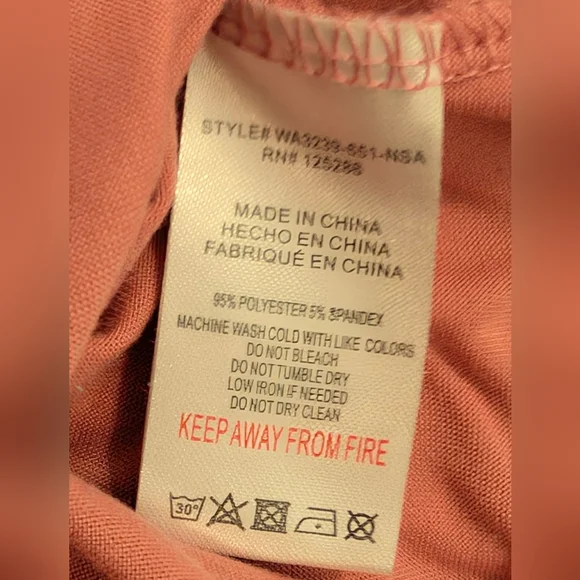 STYLE# WA3239-651-NSA
RN# 125288
MADE IN CHINA
HECHO EN CHINA
FABRIQUÉ EN CHINA
95% POLYESTER 5% SPANDEX
MACHINE WASH COLD WITH LIKE COLORS
DO NOT BLEACH
DO NOT TUMBLE DRY
LOW IRON IF NEEDED
DO NOT DRY CLEAN
KEEP AWAY FROM FIRE
30°